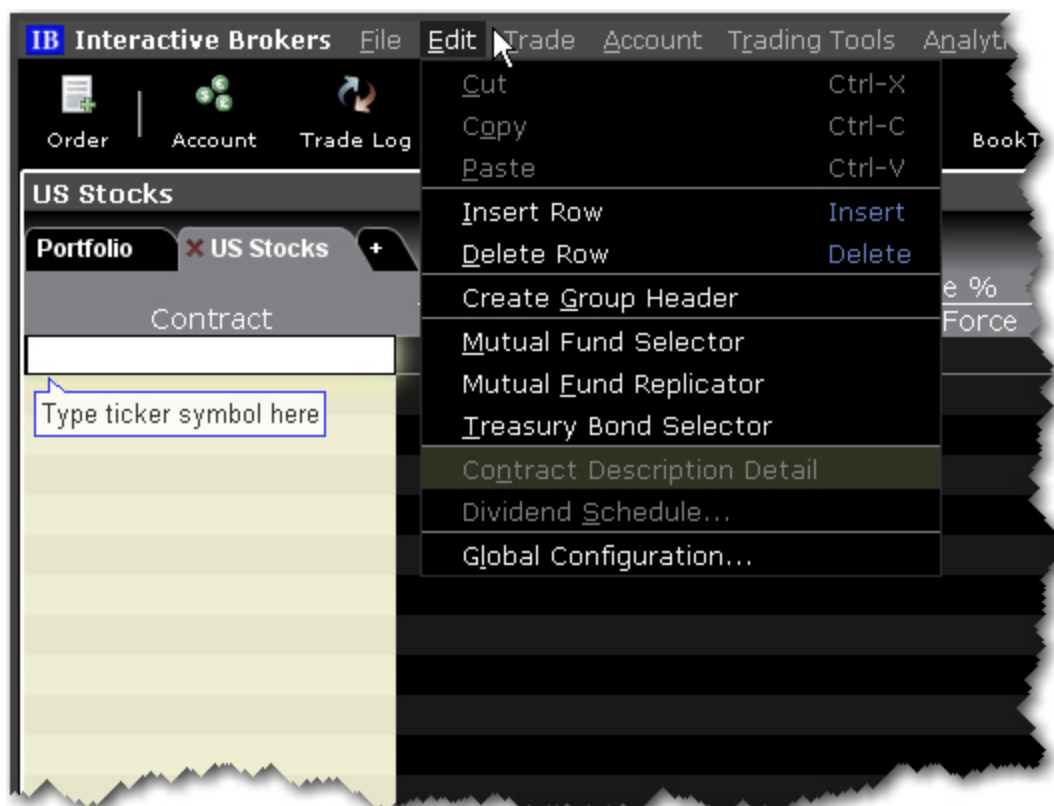 IB Interactive Brokers File Edit Trade Account Trading Tools
Order Account Trade Log
US Stocks
Portfolio US Stocks +
Contract
Type ticker symbol here
Cut Ctrl-X
Copy Ctrl-C
Paste Ctrl-V
Insert Row Insert
Delete Row Delete
Create Group Header
Mutual Fund Selector
Mutual Fund Replicator
Treasury Bond Selector
Contract Description Detail
Dividend Schedule...
Global Configuration...
e %
Force